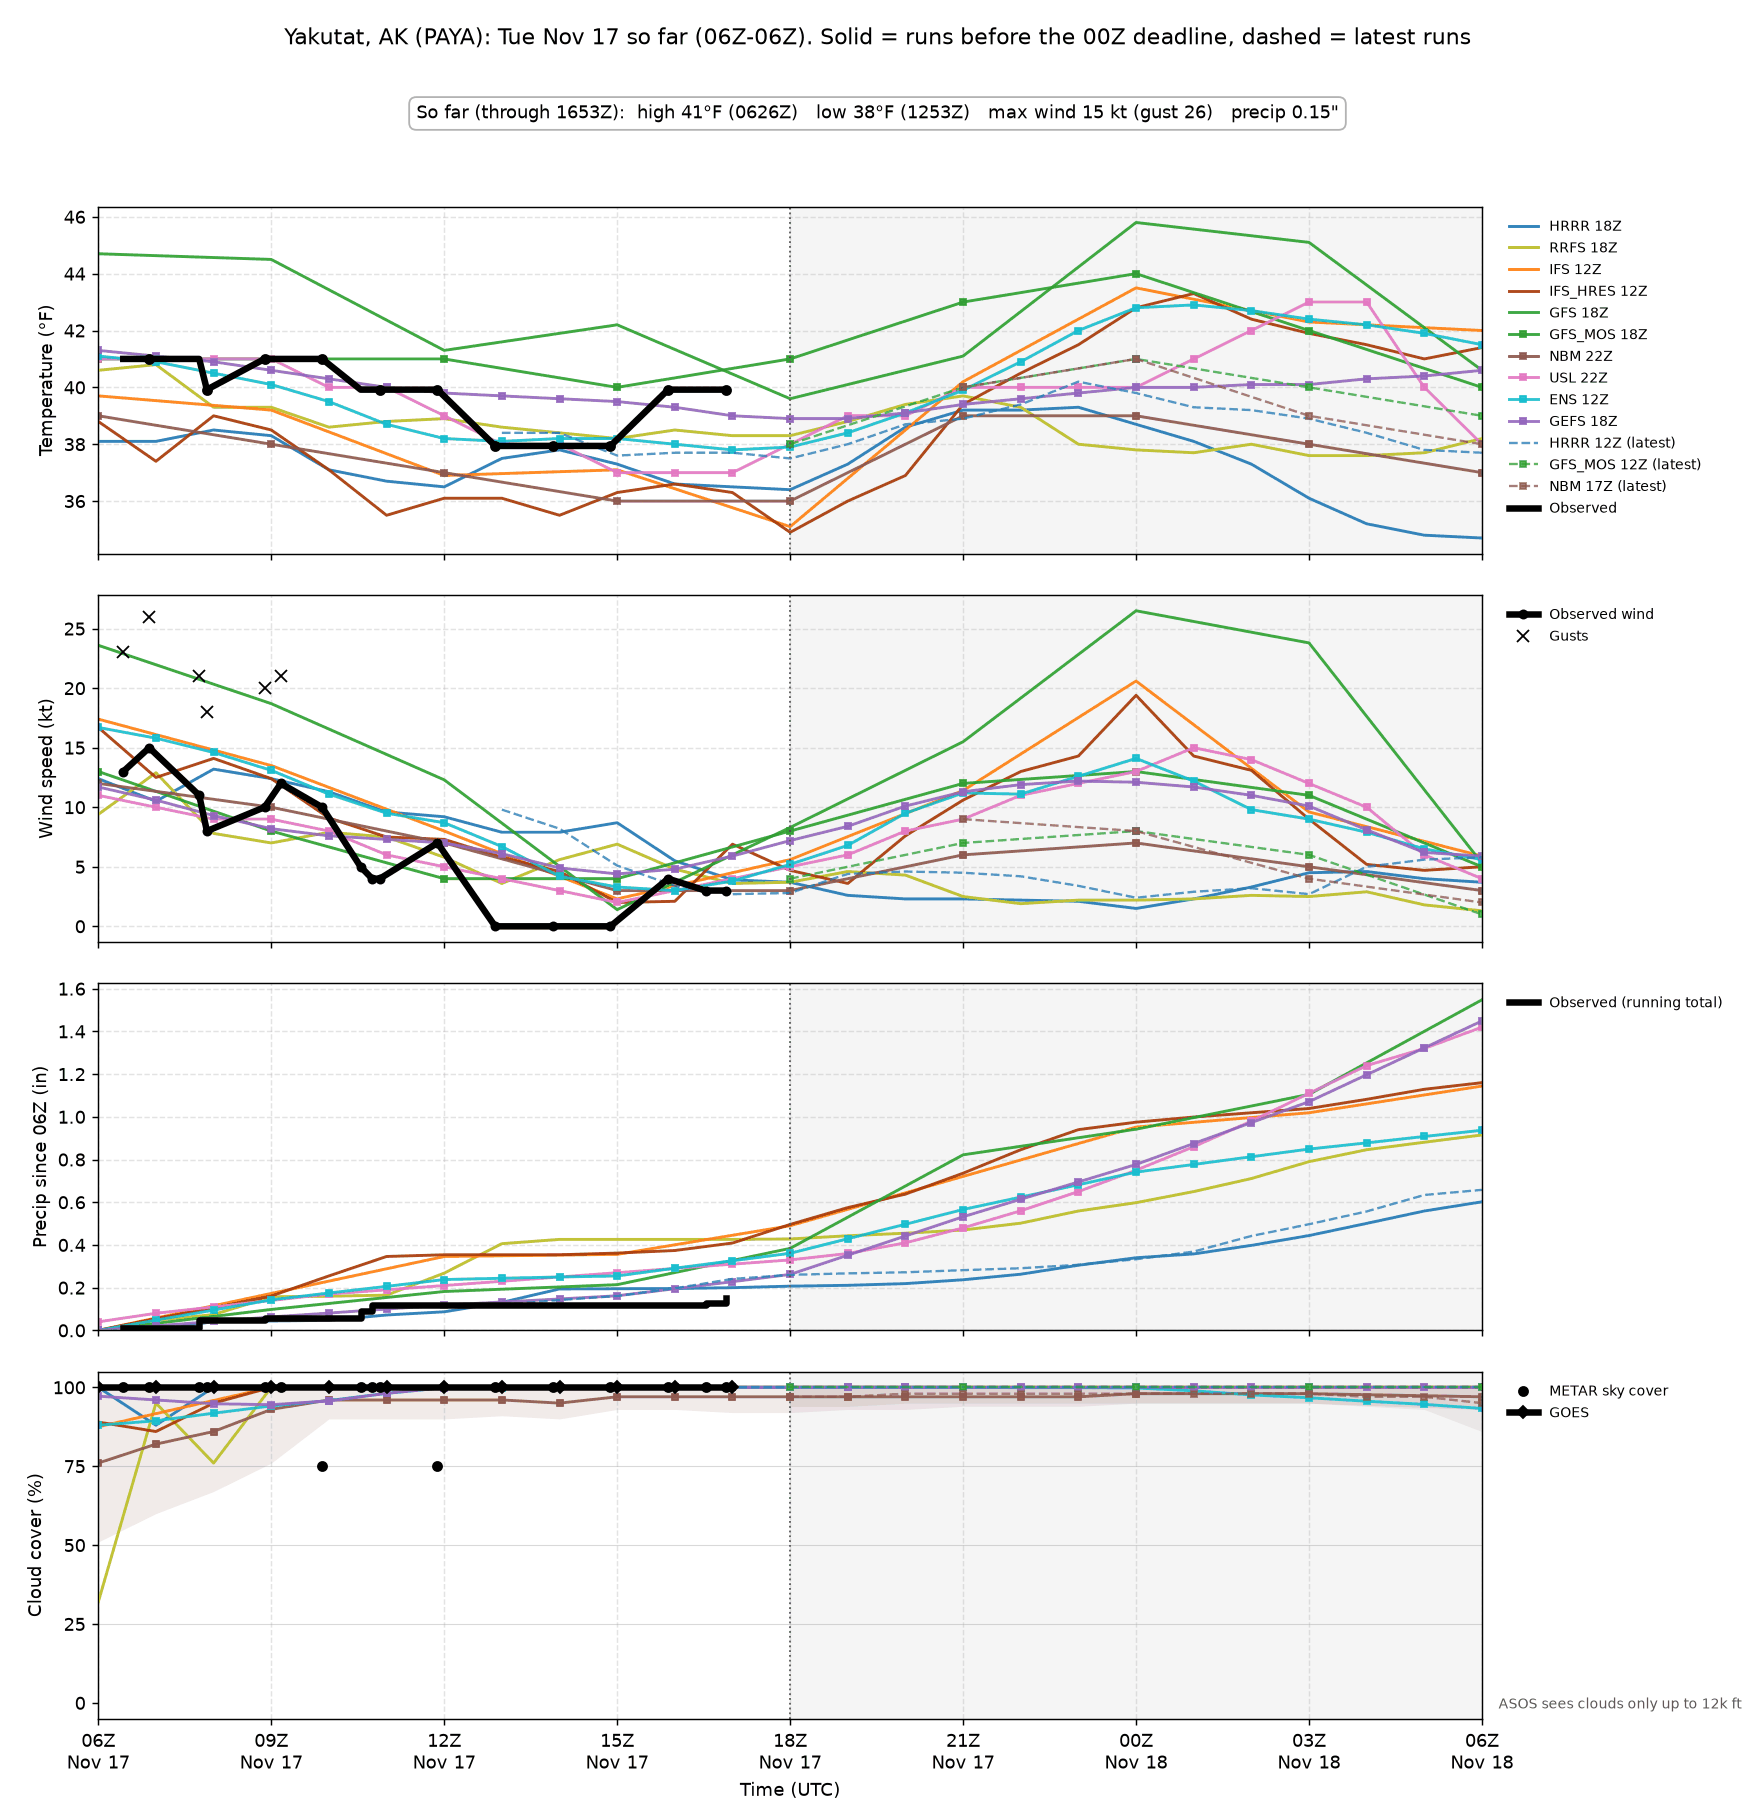 Yakutat, AK (PAYA): Tue Nov 17 so far (06Z-06Z). Solid = runs before the 00Z deadline, dashed = latest runs
So far (through 1653Z):  high 41°F (0626Z)   low 38°F (1253Z)   max wind 15 kt (gust 26)   precip 0.15"
Temperature (°F)
46
44
42
40
38
36
HRRR 18Z
RRFS 18Z
IFS 12Z
IFS_HRES 12Z
GFS 18Z
GFS_MOS 18Z
NBM 22Z
USL 22Z
ENS 12Z
GEFS 18Z
HRRR 12Z (latest)
GFS_MOS 12Z (latest)
NBM 17Z (latest)
Observed
Wind speed (kt)
25
20
15
10
5
0
Observed wind
Gusts
Precip since 06Z (in)
1.6
1.4
1.2
1.0
0.8
0.6
0.4
0.2
0.0
Observed (running total)
Cloud cover (%)
100
75
50
25
0
METAR sky cover
GOES
ASOS sees clouds only up to 12k ft
06Z
Nov 17
09Z
Nov 17
12Z
Nov 17
15Z
Nov 17
18Z
Nov 17
21Z
Nov 17
00Z
Nov 18
03Z
Nov 18
06Z
Nov 18
Time (UTC)